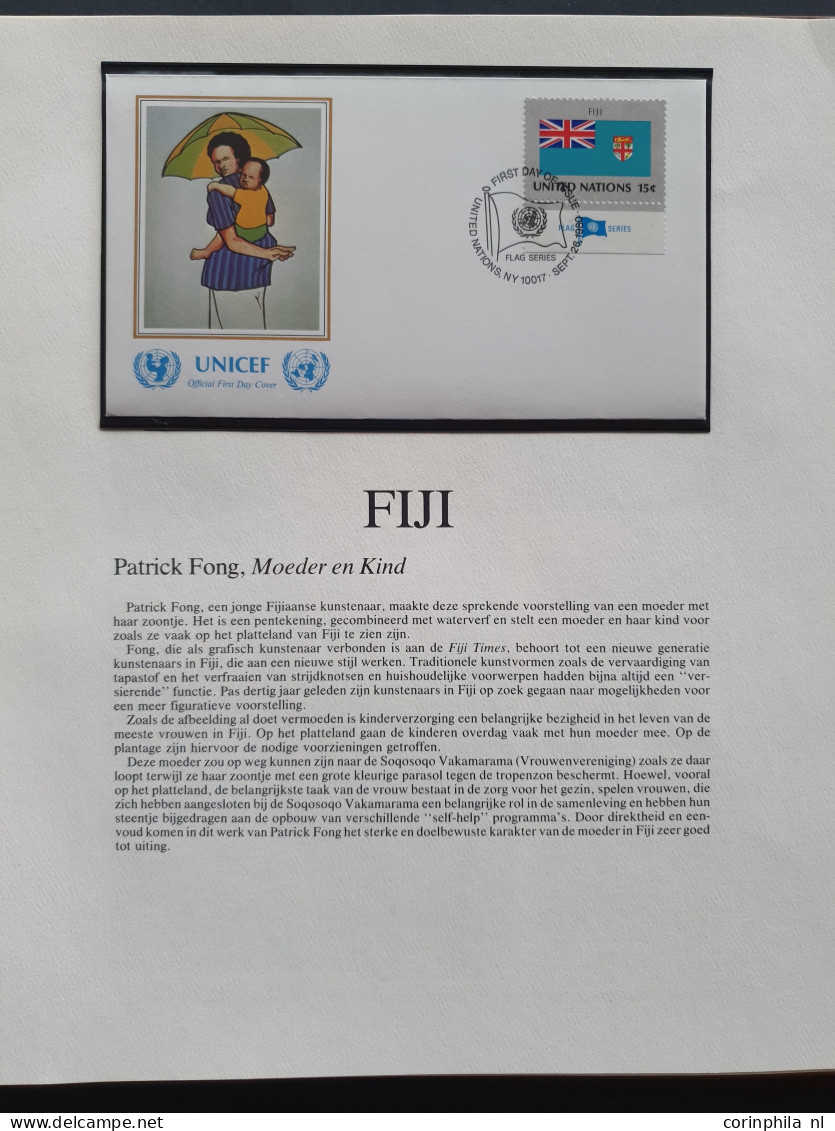 FIJI
UNITED NATIONS 15¢
FLAG SERIES
FIRST DAY OF ISSUE
UNITED NATIONS, NY 10017 · SEPT. 26, 1980
FLAG SERIES
UNICEF
Official First Day Cover
FIJI
Patrick Fong, Moeder en Kind
Patrick Fong, een jonge Fijiaanse kunstenaar, maakte deze sprekende voorstelling van een moeder met
haar zoontje. Het is een pentekening, gecombineerd met waterverf en stelt een moeder en haar kind voor
zoals ze vaak op het platteland van Fiji te zien zijn.
Fong, die als grafisch kunstenaar verbonden is aan de Fiji Times, behoort tot een nieuwe generatie
kunstenaars in Fiji, die aan een nieuwe stijl werken. Traditionele kunstvormen zoals de vervaardiging van
tapastof en het verfraaien van strijdknotsen en huishoudelijke voorwerpen hadden bijna altijd een "ver-
sierende" functie. Pas dertig jaar geleden zijn kunstenaars in Fiji op zoek gegaan naar mogelijkheden voor
een meer figuratieve voorstelling.
Zoals de afbeelding al doet vermoeden is kinderverzorging een belangrijke bezigheid in het leven van de
meeste vrouwen in Fiji. Op het platteland gaan de kinderen overdag vaak met hun moeder mee. Op de
plantage zijn hiervoor de nodige voorzieningen getroffen.
Deze moeder zou op weg kunnen zijn naar de Soqosoqo Vakamarama (Vrouwenvereniging) zoals ze daar
loopt terwijl ze haar zoontje met een grote kleurige parasol tegen de tropenzon beschermt. Hoewel, vooral
op het platteland, de belangrijkste taak van de vrouw bestaat in de zorg voor het gezin, spelen vrouwen, die
zich hebben aangesloten bij de Soqosoqo Vakamarama een belangrijke rol in de samenleving en hebben hun
steentje bijgedragen aan de opbouw van verschillende "self-help" programma's. Door direktheid en een-
voud komen in dit werk van Patrick Fong het sterke en doelbewuste karakter van de moeder in Fiji zeer goed
tot uiting.
www.corinphila nl